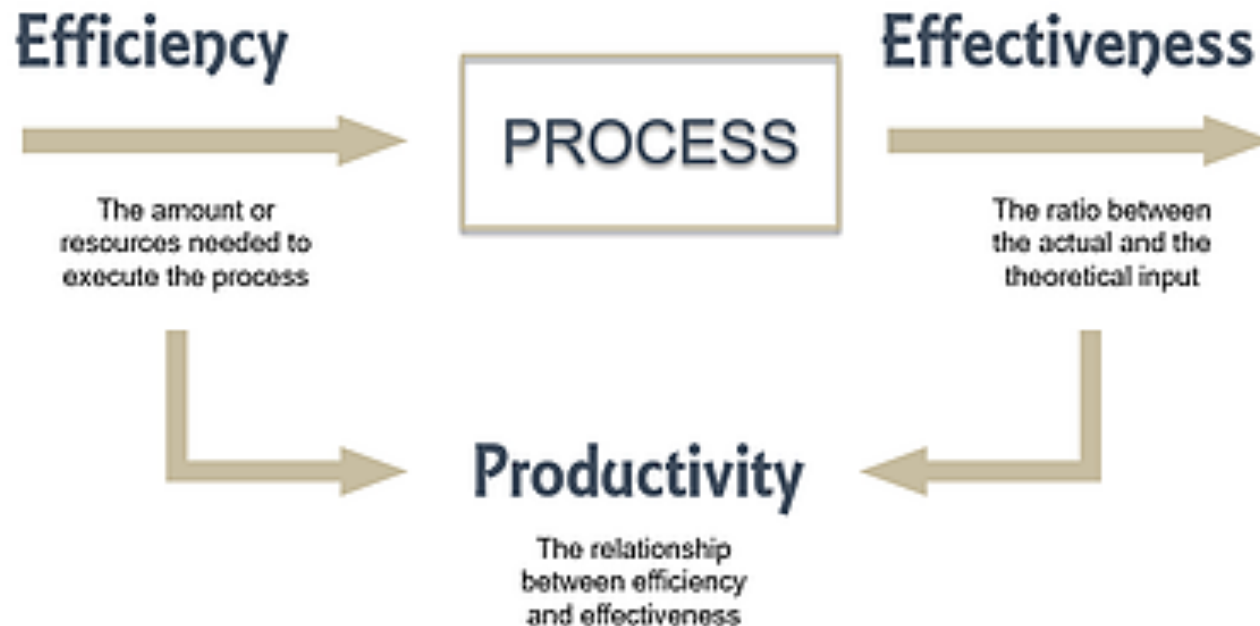 Efficiency
PROCESS
Effectiveness
The amount or
resources needed to
execute the process
The ratio between
the actual and the
theoretical input
Productivity
The relationship
between efficiency
and effectiveness